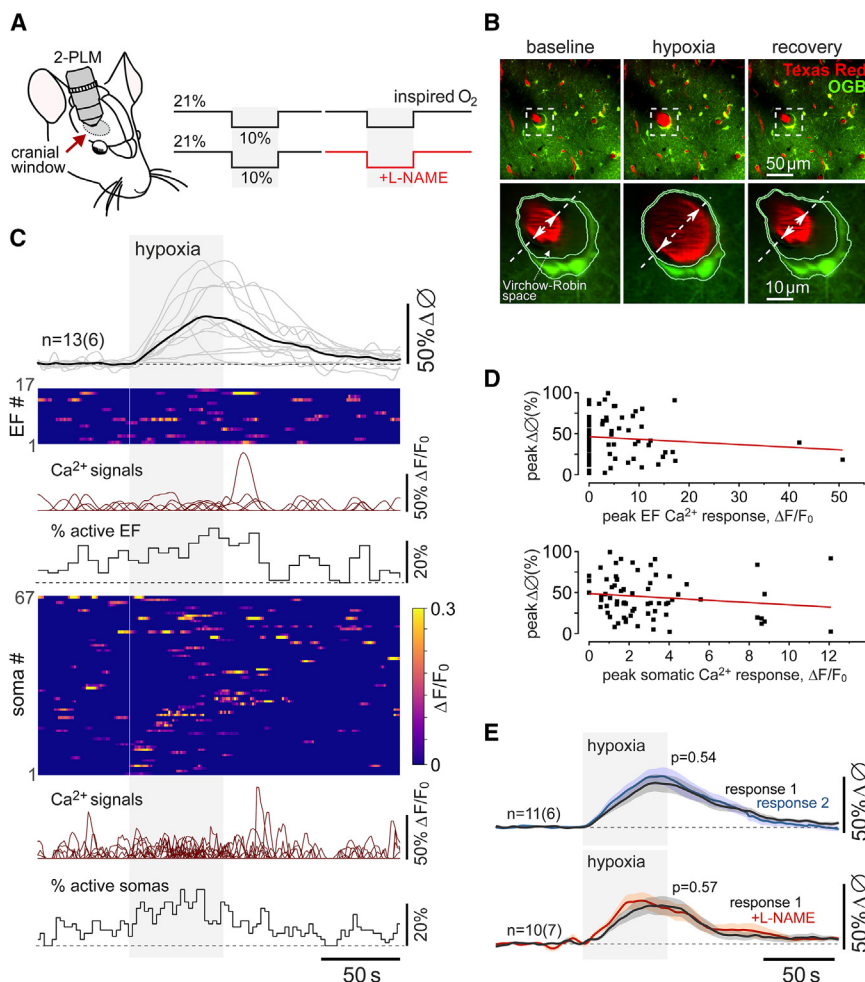 A
2-PLM
cranial
window
21%
10%
inspired O₂
21%
10%
+L-NAME
B
baseline
hypoxia
recovery
Texas Red
OGB
50 µm
Virchow-Robin
space
10 µm
C
hypoxia
n=13(6)
50% Δ∅
17
EF #
1
Ca²⁺ signals
50% ΔF/F₀
% active EF
20%
67
soma #
1
0.3
ΔF/F₀
0
Ca²⁺ signals
50% ΔF/F₀
% active somas
20%
50 s
D
100
50
0
peak Δ∅(%)
0 10 20 30 40 50
peak EF Ca²⁺ response, ΔF/F₀
100
50
0
peak Δ∅(%)
0 2 4 6 8 10 12
peak somatic Ca²⁺ response, ΔF/F₀
E
hypoxia
p=0.54
response 1
response 2
n=11(6)
50% Δ∅
hypoxia
p=0.57
response 1
+L-NAME
n=10(7)
50% Δ∅
50 s